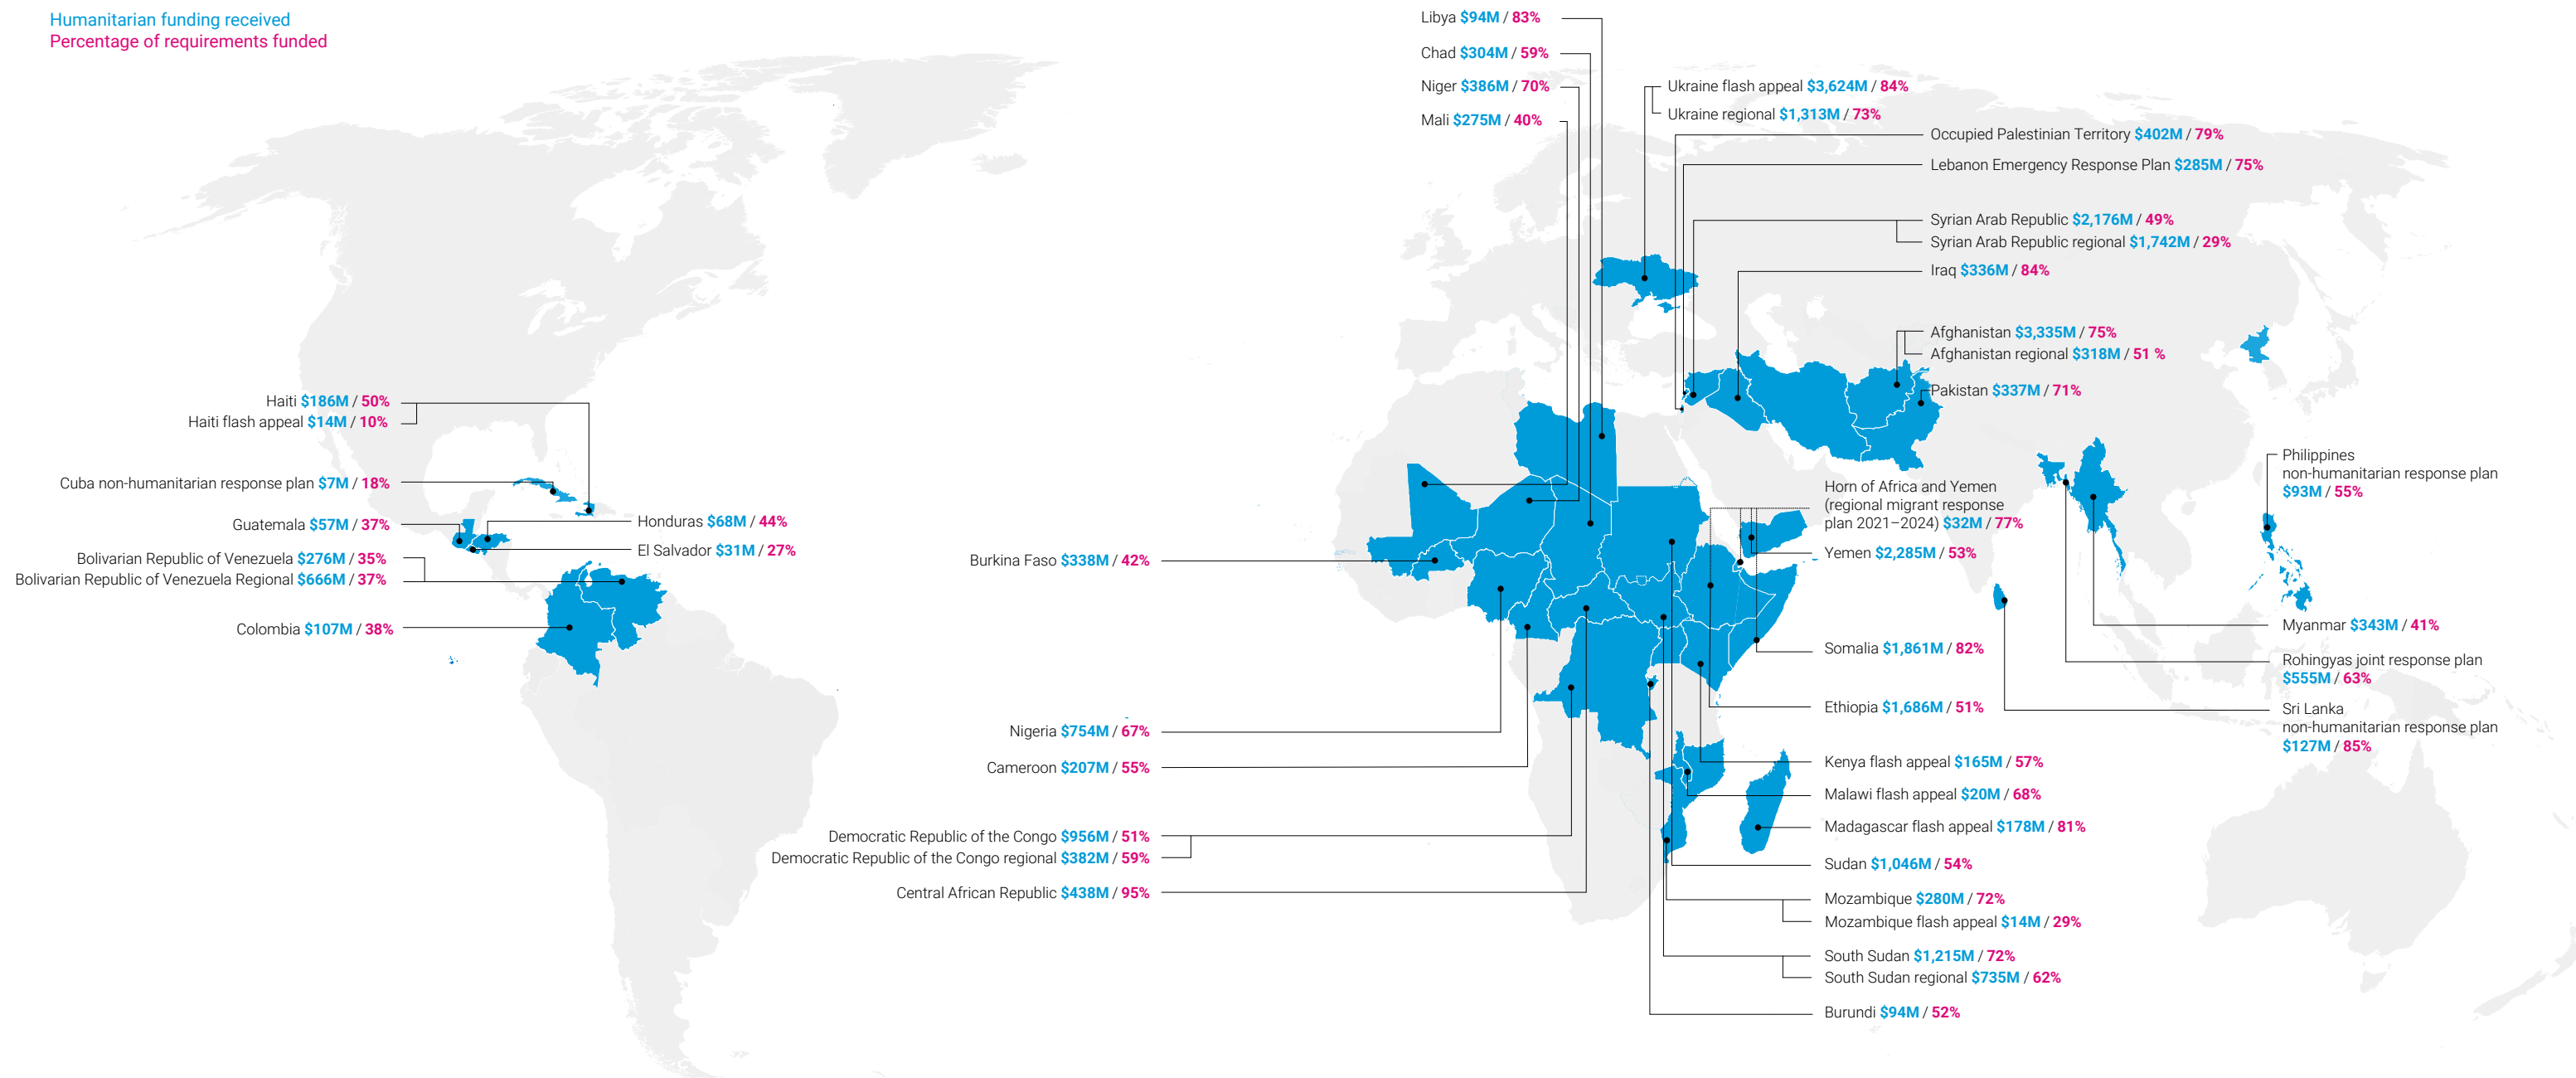 Humanitarian funding received
Percentage of requirements funded
Libya $94M / 83%
Chad $304M / 59%
Niger $386M / 70%
Mali $275M / 40%
Ukraine flash appeal $3,624M / 84%
Ukraine regional $1,313M / 73%
Occupied Palestinian Territory $402M / 79%
Lebanon Emergency Response Plan $285M / 75%
Syrian Arab Republic $2,176M / 49%
Syrian Arab Republic regional $1,742M / 29%
Iraq $336M / 84%
Afghanistan $3,335M / 75%
Afghanistan regional $318M / 51 %
Pakistan $337M / 71%
Haiti $186M / 50%
Haiti flash appeal $14M / 10%
Cuba non-humanitarian response plan $7M / 18%
Guatemala $57M / 37%
Honduras $68M / 44%
El Salvador $31M / 27%
Bolivarian Republic of Venezuela $276M / 35%
Bolivarian Republic of Venezuela Regional $666M / 37%
Colombia $107M / 38%
Burkina Faso $338M / 42%
Nigeria $754M / 67%
Cameroon $207M / 55%
Democratic Republic of the Congo $956M / 51%
Democratic Republic of the Congo regional $382M / 59%
Central African Republic $438M / 95%
Horn of Africa and Yemen
(regional migrant response
plan 2021–2024) $32M / 77%
Yemen $2,285M / 53%
Somalia $1,861M / 82%
Ethiopia $1,686M / 51%
Kenya flash appeal $165M / 57%
Malawi flash appeal $20M / 68%
Madagascar flash appeal $178M / 81%
Sudan $1,046M / 54%
Mozambique $280M / 72%
Mozambique flash appeal $14M / 29%
South Sudan $1,215M / 72%
South Sudan regional $735M / 62%
Burundi $94M / 52%
Philippines
non-humanitarian response plan
$93M / 55%
Myanmar $343M / 41%
Rohingyas joint response plan
$555M / 63%
Sri Lanka
non-humanitarian response plan
$127M / 85%